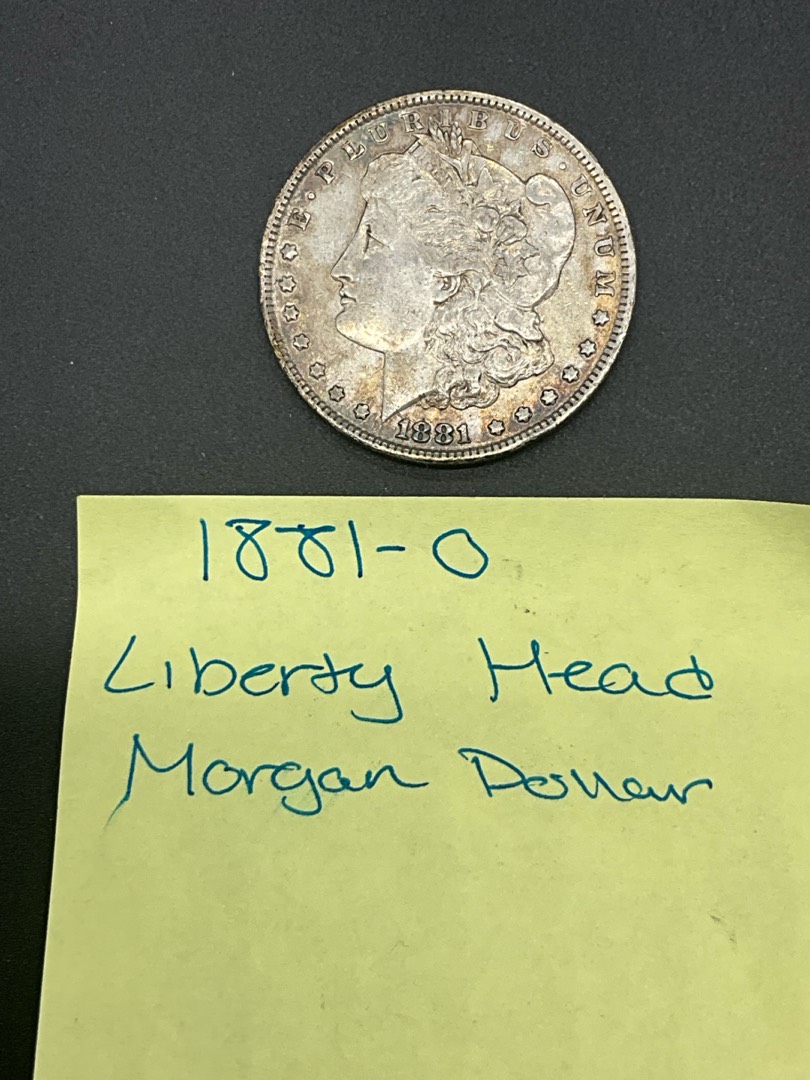 E·PLURIBUS·UNUM
1881
1881-O
Liberty Head
Morgan Dollar